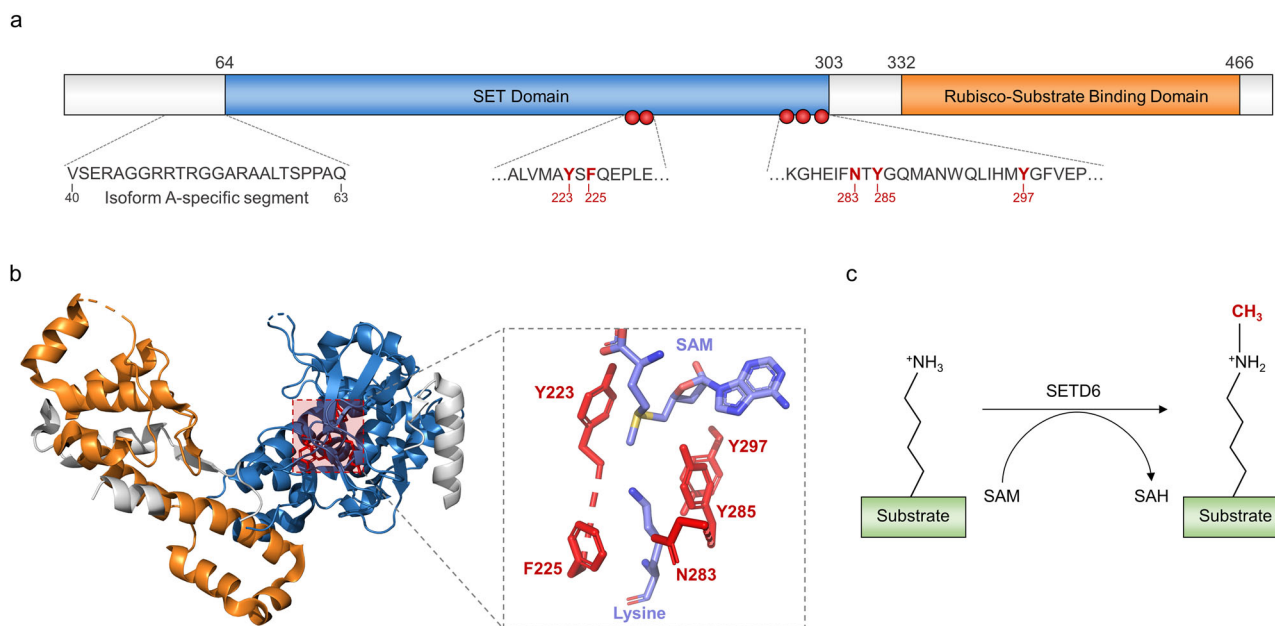 a
64 303 332 466
SET Domain Rubisco-Substrate Binding Domain
VSERAGGRRTRGGARAALTSPPAQ …ALVMAYSFQEPLE… …KGHEIFNTYGQMANWQLIHMYGFVEP…
40 Isoform A-specific segment 63 223 225 283 285 297
b
SAM
Y223
Y297
Y285
F225
N283
Lysine
c
CH3
+NH3 +NH2
SETD6
SAM SAH
Substrate Substrate